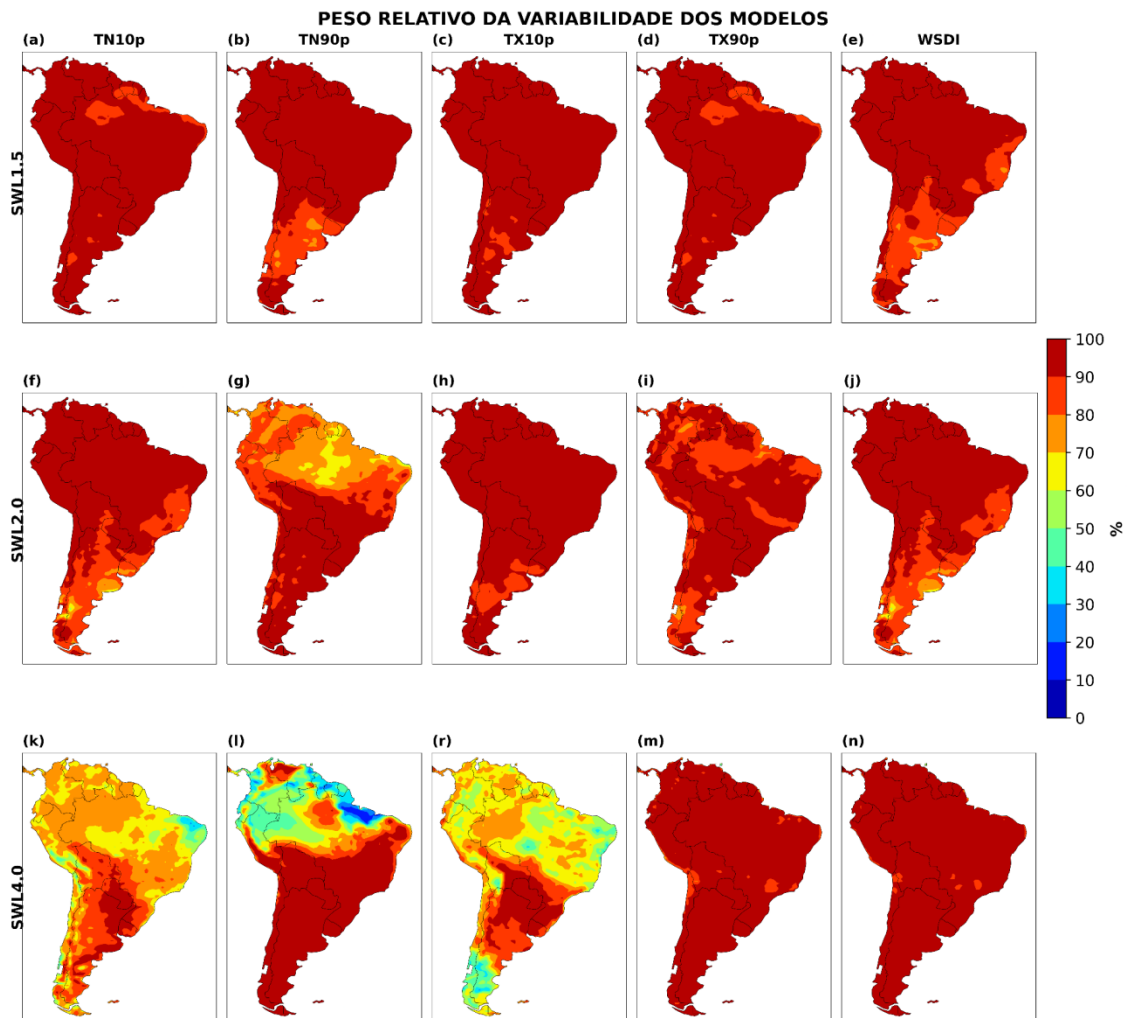 PESO RELATIVO DA VARIABILIDADE DOS MODELOS
(a) TN10p
(b) TN90p
(c) TX10p
(d) TX90p
(e) WSDI
SWL1.5
(f)
(g)
(h)
(i)
(j)
SWL2.0
100
90
80
70
60
50
40
30
20
10
0
%
(k)
(l)
(r)
(m)
(n)
SWL4.0